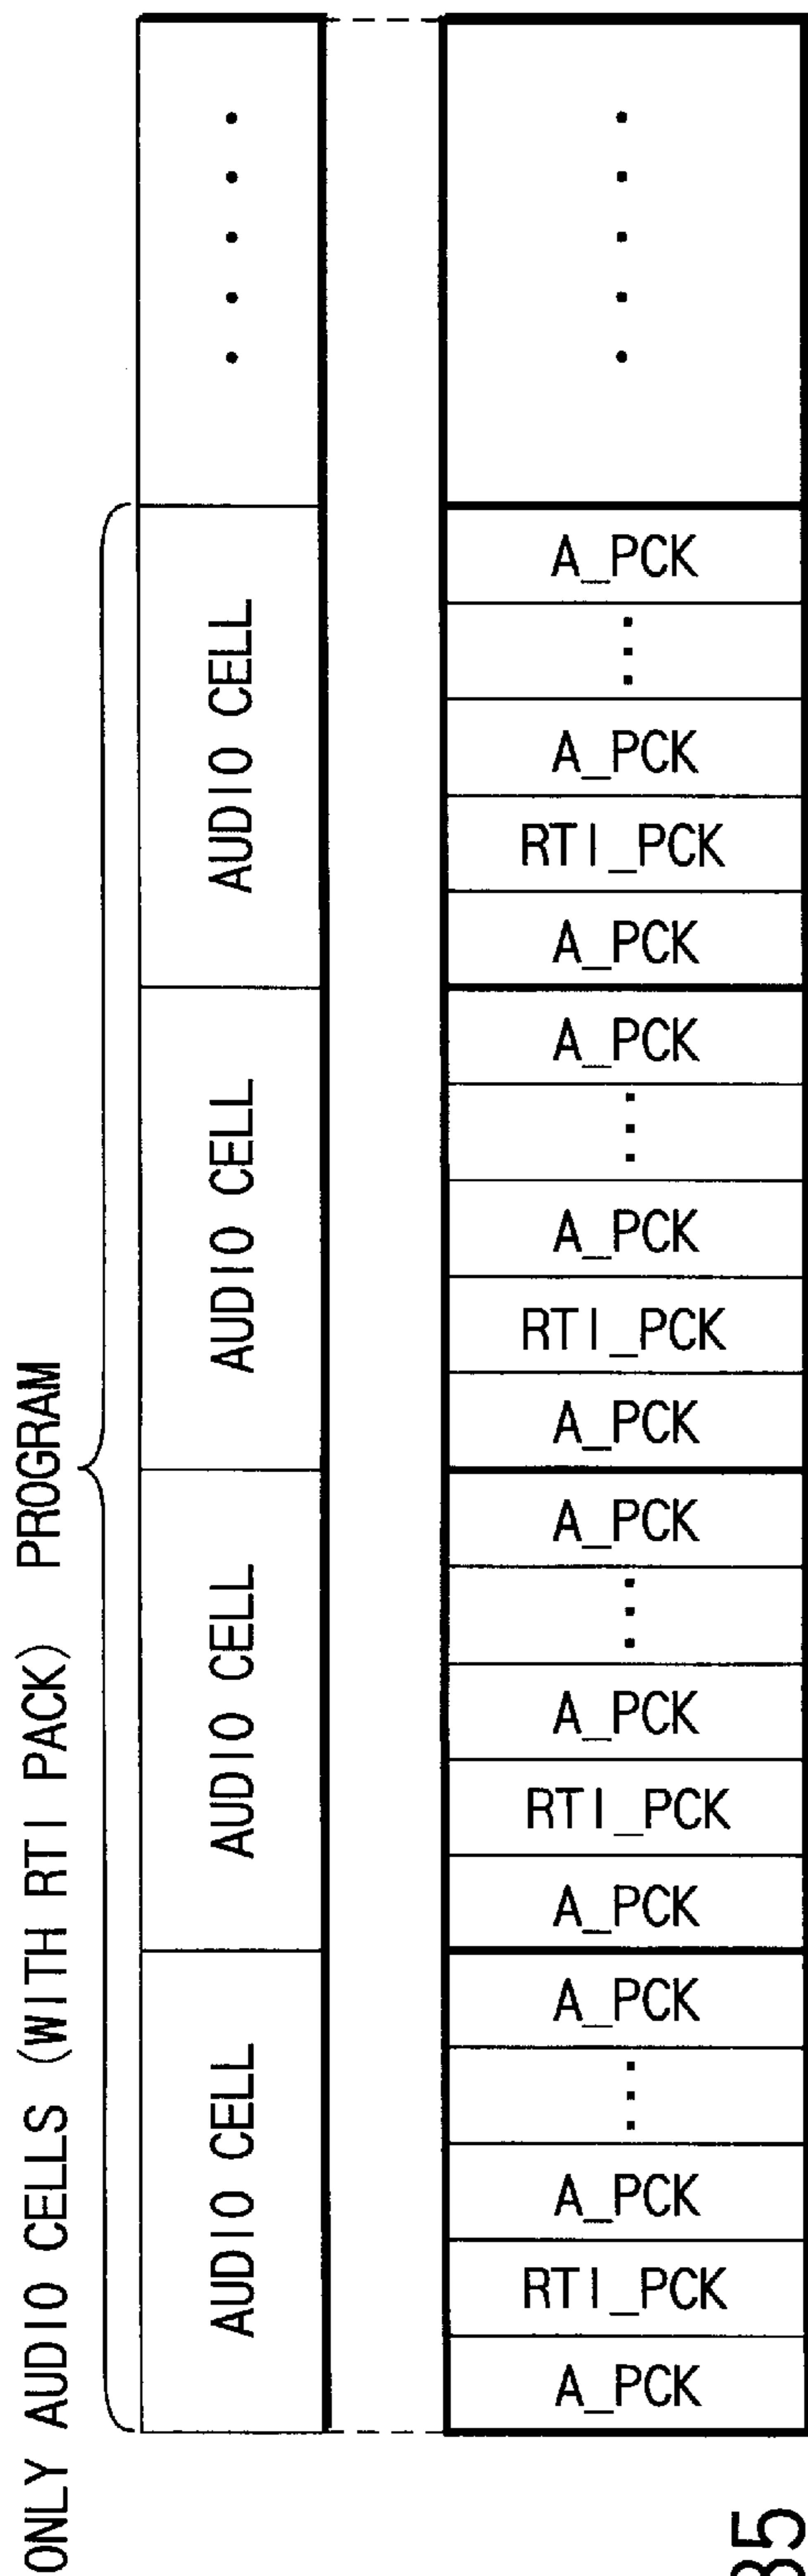 ONLY AUDIO CELLS (WITH RTI PACK)
PROGRAM
AUDIO CELL
AUDIO CELL
AUDIO CELL
AUDIO CELL
• • • • •
A_PCK
RTI_PCK
A_PCK
...
A_PCK
A_PCK
RTI_PCK
A_PCK
...
A_PCK
A_PCK
RTI_PCK
A_PCK
...
A_PCK
A_PCK
RTI_PCK
A_PCK
...
A_PCK
• • • • •